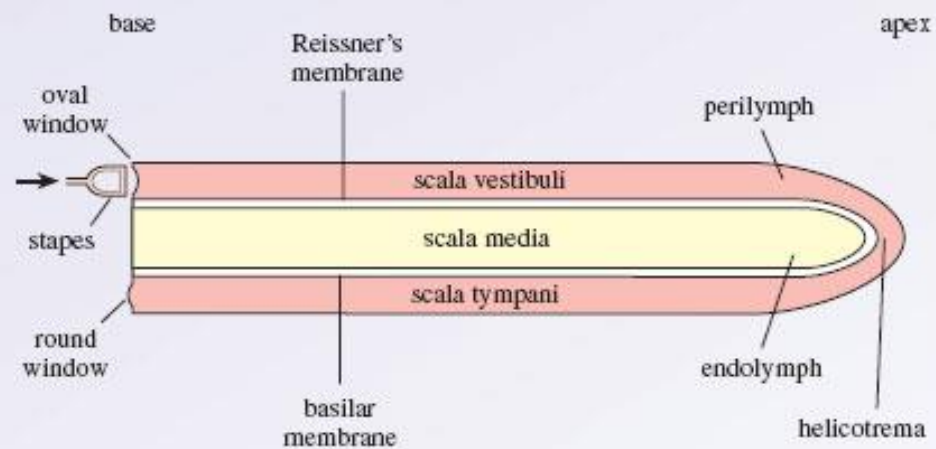 base
apex
Reissner’s
membrane
oval
window
perilymph
scala vestibuli
stapes
scala media
scala tympani
round
window
endolymph
basilar
membrane
helicotrema